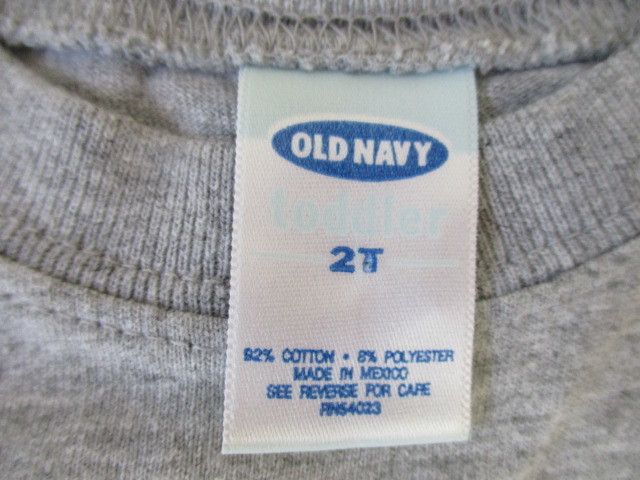 OLD NAVY
toddler
2T
92% COTTON • 8% POLYESTER
MADE IN MEXICO
SEE REVERSE FOR CARE
RN54023